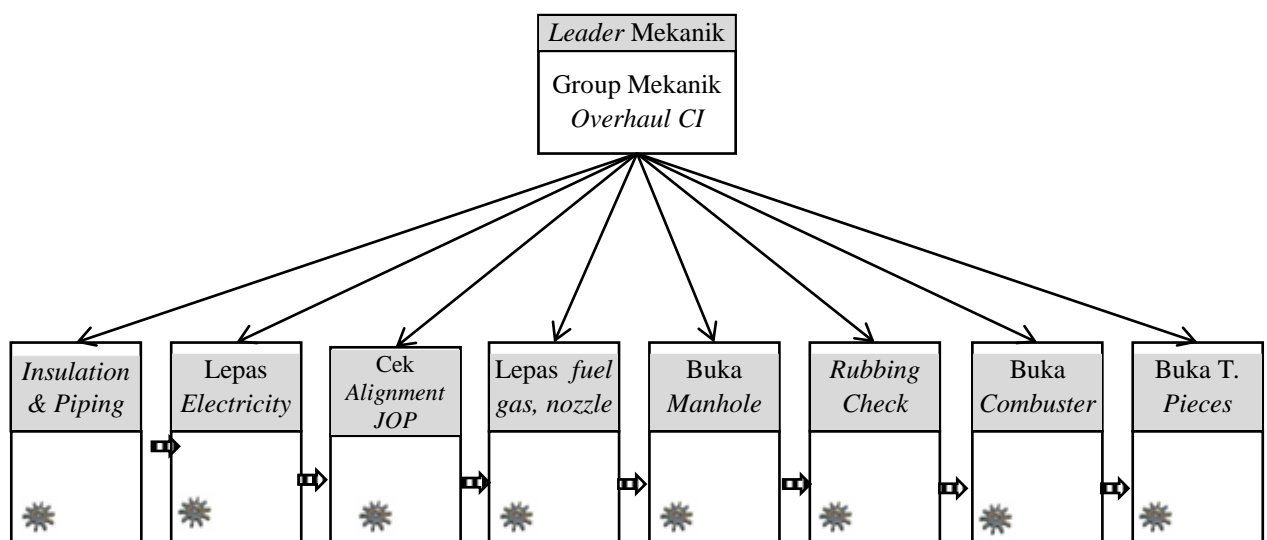 Leader Mekanik
Group Mekanik
Overhaul CI
Insulation
& Piping
Lepas
Electricity
Cek
Alignment
JOP
Lepas fuel
gas, nozzle
Buka
Manhole
Rubbing
Check
Buka
Combuster
Buka T.
Pieces